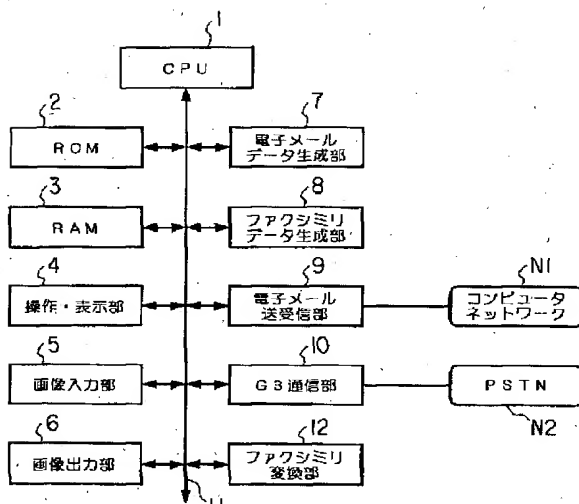 1
CPU
2
ROM
7
電子メール
データ生成部
3
RAM
8
ファクシミリ
データ生成部
4
操作・表示部
9
電子メール
送受信部
N1
コンピュータ
ネットワーク
5
画像入力部
10
G3通信部
PSTN
N2
6
画像出力部
12
ファクシミリ
変換部
11